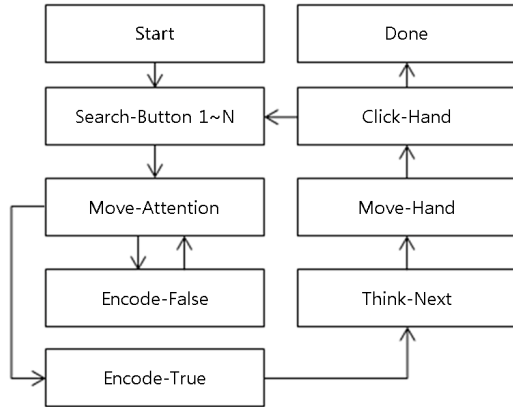 Start
Done
Search-Button 1~N
Click-Hand
Move-Attention
Move-Hand
Encode-False
Think-Next
Encode-True